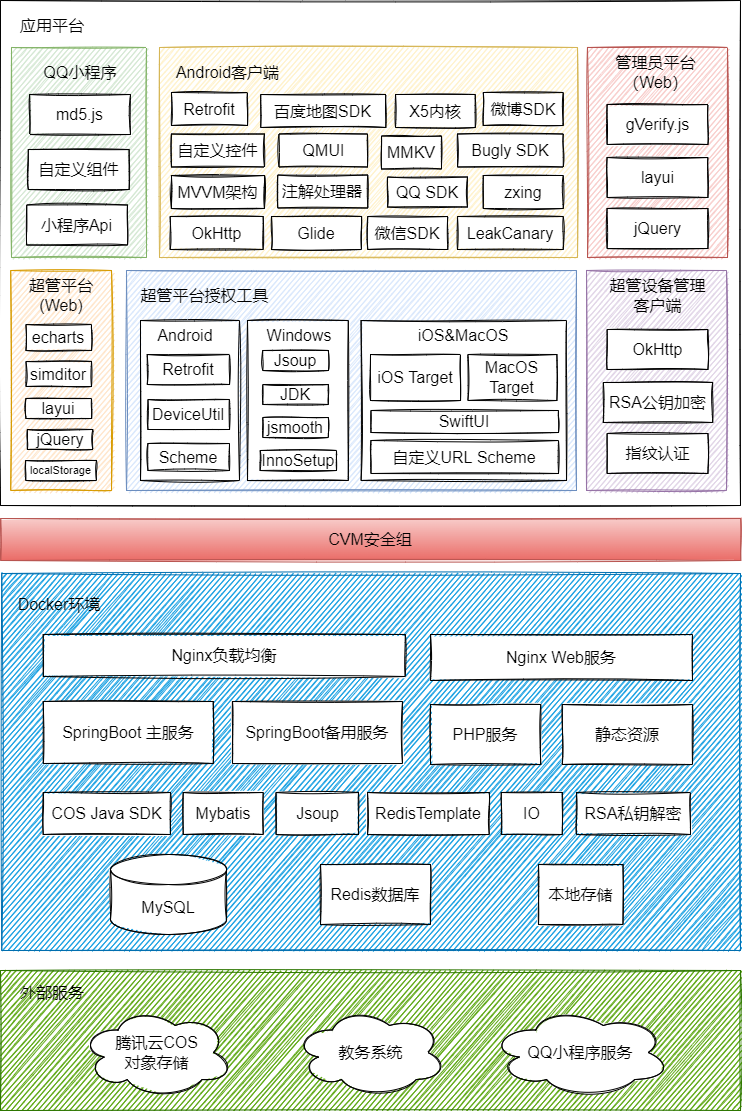 应用平台
QQ小程序
md5.js
自定义组件
小程序Api
Android客户端
Retrofit
百度地图SDK
X5内核
微博SDK
自定义控件
QMUI
MMKV
Bugly SDK
MVVM架构
注解处理器
QQ SDK
zxing
OkHttp
Glide
微信SDK
LeakCanary
管理员平台
(Web)
gVerify.js
layui
jQuery
超管平台
(Web)
echarts
simditor
layui
jQuery
localStorage
超管平台授权工具
Android
Retrofit
DeviceUtil
Scheme
Windows
Jsoup
JDK
jsmooth
InnoSetup
iOS&MacOS
iOS Target
MacOS
Target
SwiftUI
自定义URL Scheme
超管设备管理
客户端
OkHttp
RSA公钥加密
指纹认证
CVM安全组
Docker环境
Nginx负载均衡
Nginx Web服务
SpringBoot 主服务
SpringBoot备用服务
PHP服务
静态资源
COS Java SDK
Mybatis
Jsoup
RedisTemplate
IO
RSA私钥解密
MySQL
Redis数据库
本地存储
外部服务
腾讯云COS
对象存储
教务系统
QQ小程序服务